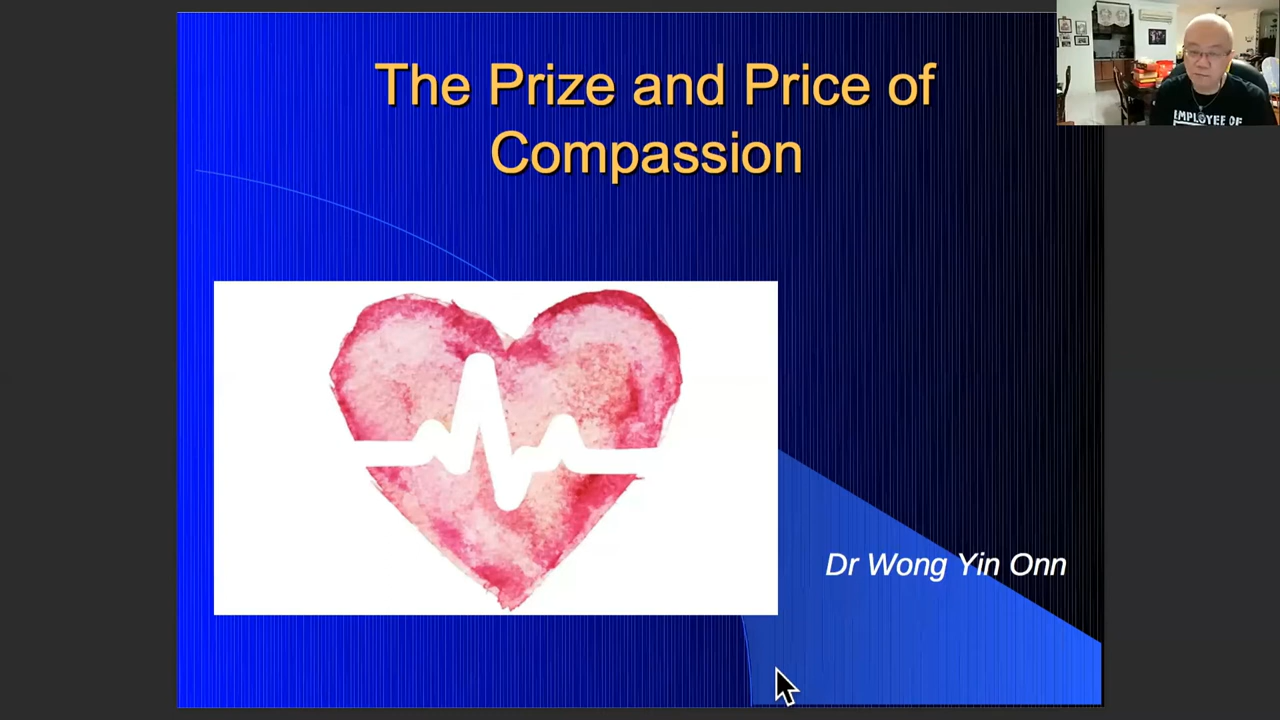 The Prize and Price of
Compassion
Dr Wong Yin Onn
EMPLOYEE OF